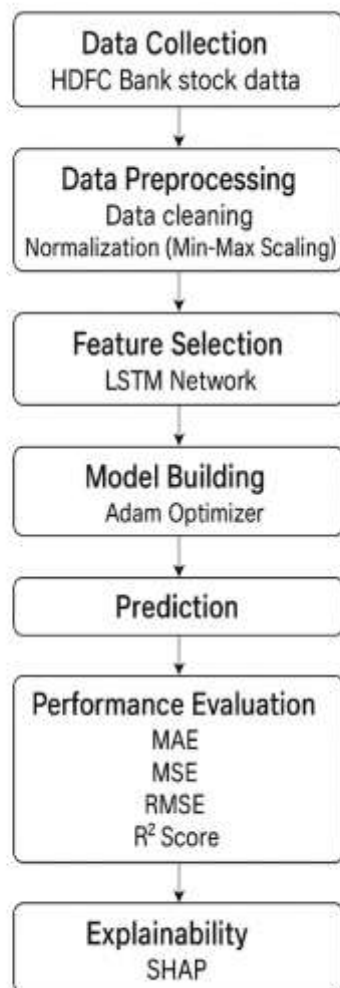 Data Collection
HDFC Bank stock datta
Data Preprocessing
Data cleaning
Normalization (Min-Max Scaling)
Feature Selection
LSTM Network
Model Building
Adam Optimizer
Prediction
Performance Evaluation
MAE
MSE
RMSE
R² Score
Explainability
SHAP